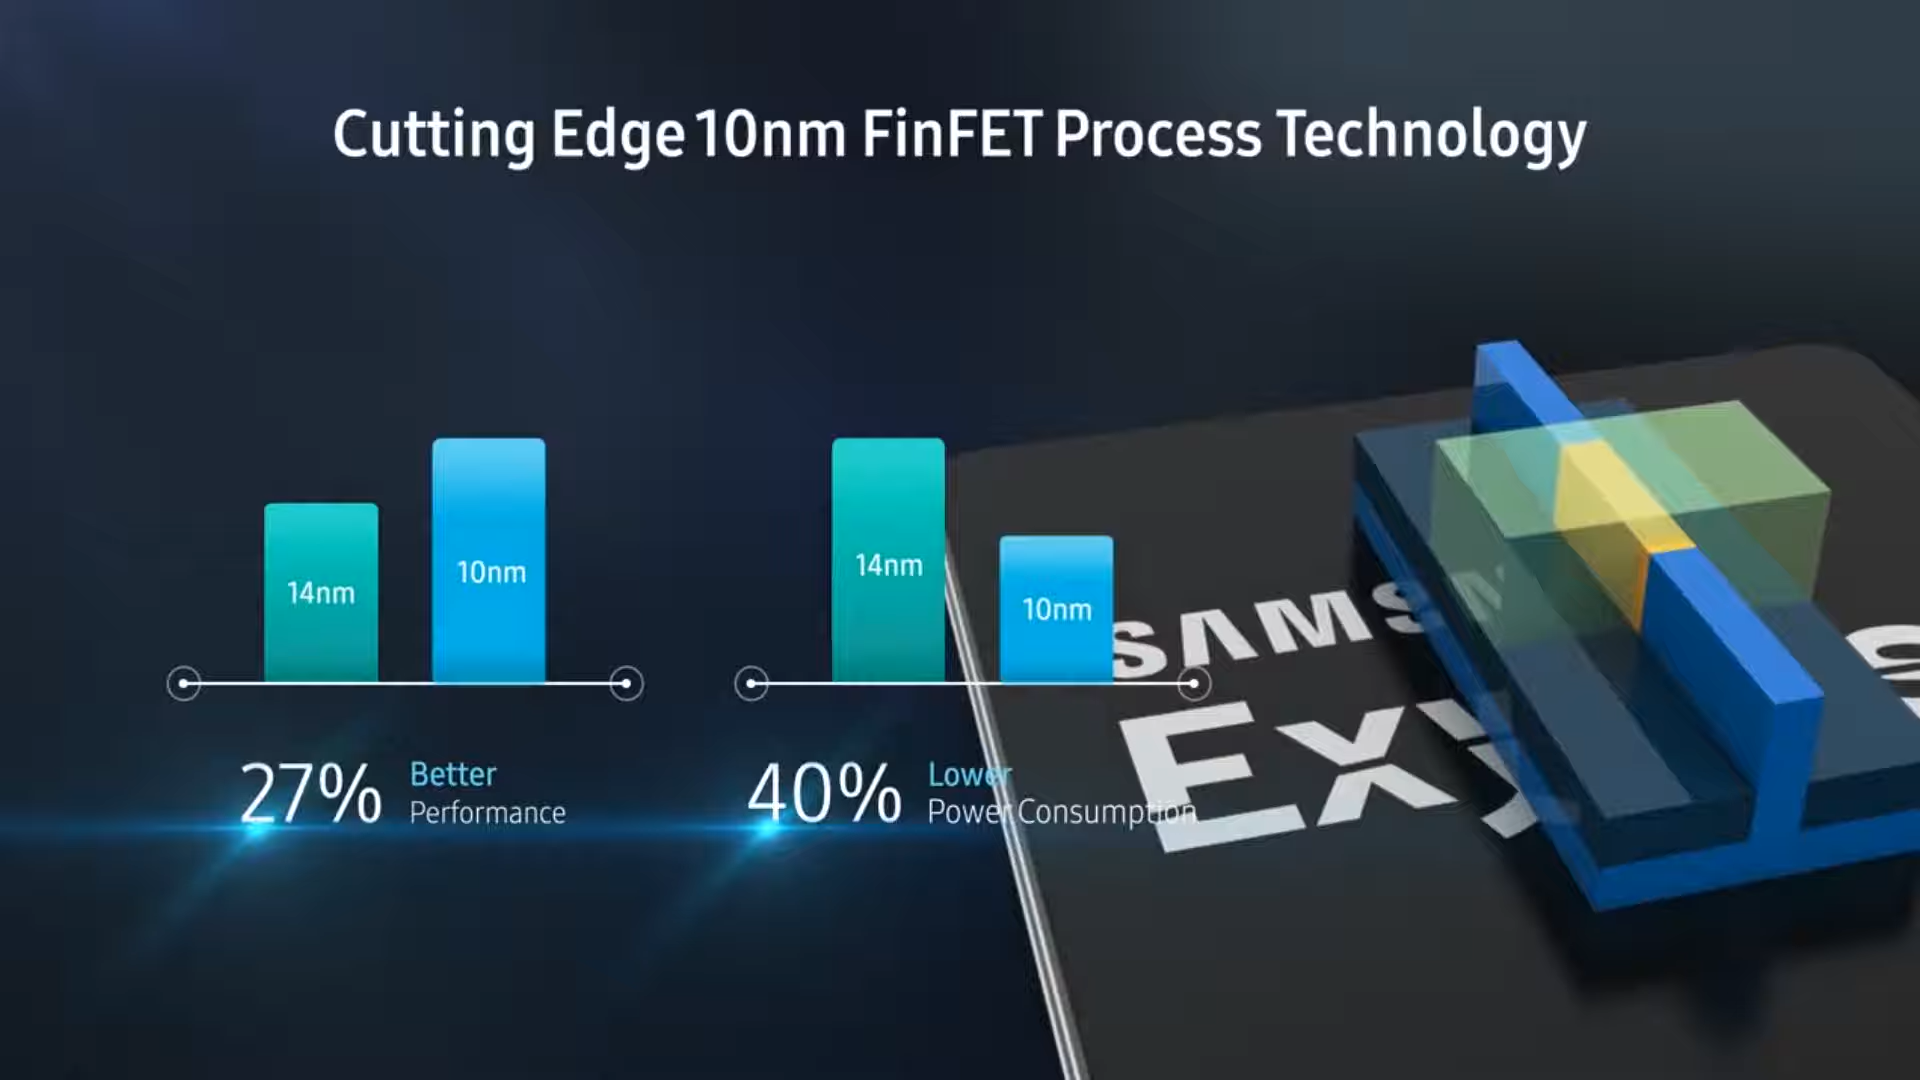 Cutting Edge 10nm FinFET Process Technology
14nm
10nm
14nm
10nm
27% Better
Performance
40% Lower
Power Consumption